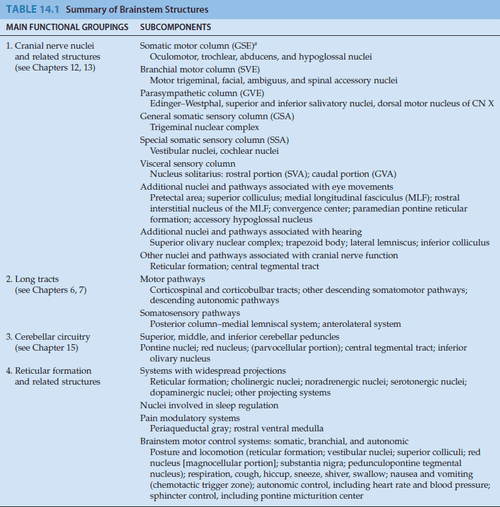 TABLE 14.1 Summary of Brainstem Structures
MAIN FUNCTIONAL GROUPINGS SUBCOMPONENTS
1. Cranial nerve nuclei
and related structures
(see Chapters 12, 13)
Somatic motor column (GSE)a
Oculomotor, trochlear, abducens, and hypoglossal nuclei
Branchial motor column (SVE)
Motor trigeminal, facial, ambiguus, and spinal accessory nuclei
Parasympathetic column (GVE)
Edinger–Westphal, superior and inferior salivatory nuclei, dorsal motor nucleus of CN X
General somatic sensory column (GSA)
Trigeminal nuclear complex
Special somatic sensory column (SSA)
Vestibular nuclei, cochlear nuclei
Visceral sensory column
Nucleus solitarius: rostral portion (SVA); caudal portion (GVA)
Additional nuclei and pathways associated with eye movements
Pretectal area; superior colliculus; medial longitudinal fasciculus (MLF); rostral
interstitial nucleus of the MLF; convergence center; paramedian pontine reticular
formation; accessory hypoglossal nucleus
Additional nuclei and pathways associated with hearing
Superior olivary nuclear complex; trapezoid body; lateral lemniscus; inferior colliculus
Other nuclei and pathways associated with cranial nerve function
Reticular formation; central tegmental tract
2. Long tracts
(see Chapters 6, 7)
Motor pathways
Corticospinal and corticobulbar tracts; other descending somatomotor pathways;
descending autonomic pathways
Somatosensory pathways
Posterior column–medial lemniscal system; anterolateral system
3. Cerebellar circuitry
(see Chapter 15)
Superior, middle, and inferior cerebellar peduncles
Pontine nuclei; red nucleus; (parvocellular portion); central tegmental tract; inferior
olivary nucleus
4. Reticular formation
and related structures
Systems with widespread projections
Reticular formation; cholinergic nuclei; noradrenergic nuclei; serotonergic nuclei;
dopaminergic nuclei; other projecting systems
Nuclei involved in sleep regulation
Pain modulatory systems
Periaqueductal gray; rostral ventral medulla
Brainstem motor control systems: somatic, branchial, and autonomic
Posture and locomotion (reticular formation; vestibular nuclei; superior colliculi; red
nucleus [magnocellular portion]; substantia nigra; pedunculopontine tegmental
nucleus); respiration, cough, hiccup, sneeze, shiver, swallow; nausea and vomiting
(chemotactic trigger zone); autonomic control, including heart rate and blood pressure;
sphincter control, including pontine micturition center